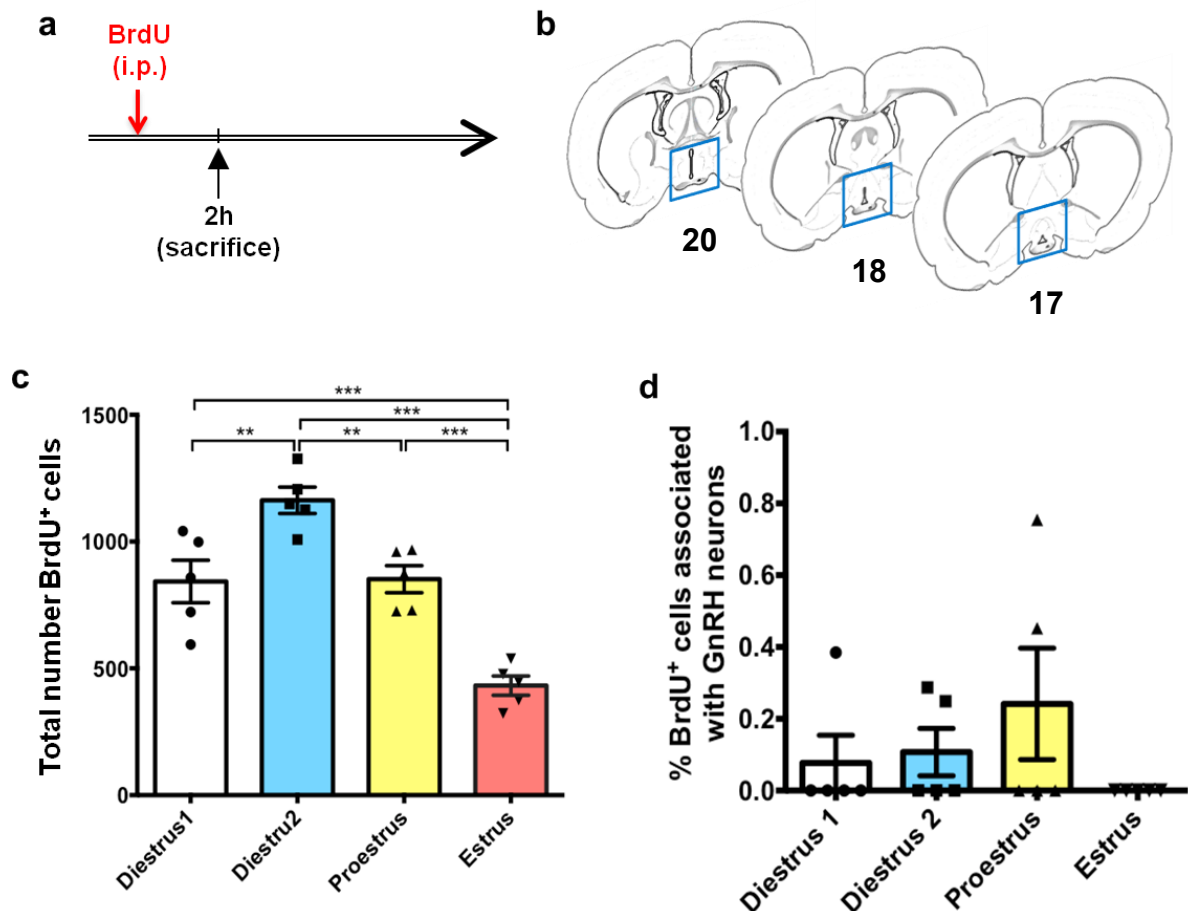 a
BrdU
(i.p.)
2h
(sacrifice)
b
20
18
17
c
***
***
**
**
***
Total number BrdU⁺ cells
1500
1000
500
0
Diestrus1
Diestru2
Proestrus
Estrus
d
% BrdU⁺ cells associated
with GnRH neurons
1.0
0.8
0.6
0.4
0.2
0.0
Diestrus 1
Diestrus 2
Proestrus
Estrus